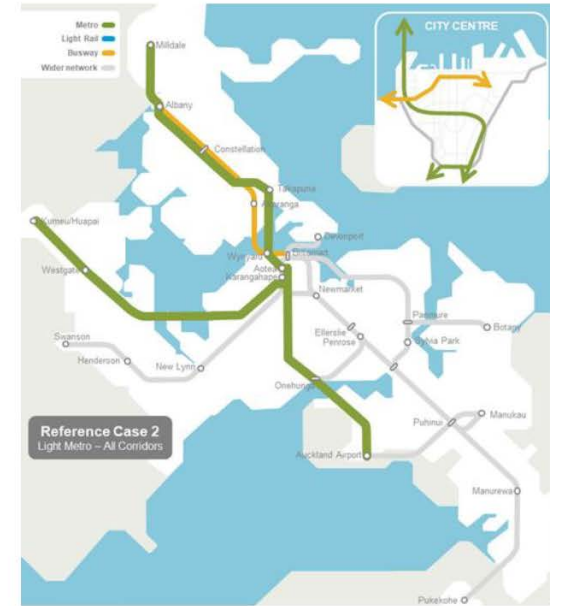 Metro
Light Rail
Busway
Wider network
CITY CENTRE
Milldale
Albany
Constellation
Takapuna
Akoranga
Kumeu/Huapai
Devenport
Wynyard
Britomart
Aotea
Karangahape
Westgate
Newmarket
Panmure
Botany
Ellerslie
Penrose
Sylvia Park
Swanson
Henderson
New Lynn
Onehunga
Manukau
Puhinui
Reference Case 2
Light Metro – All Corridors
Auckland Airport
Manurewa
Pukekohe